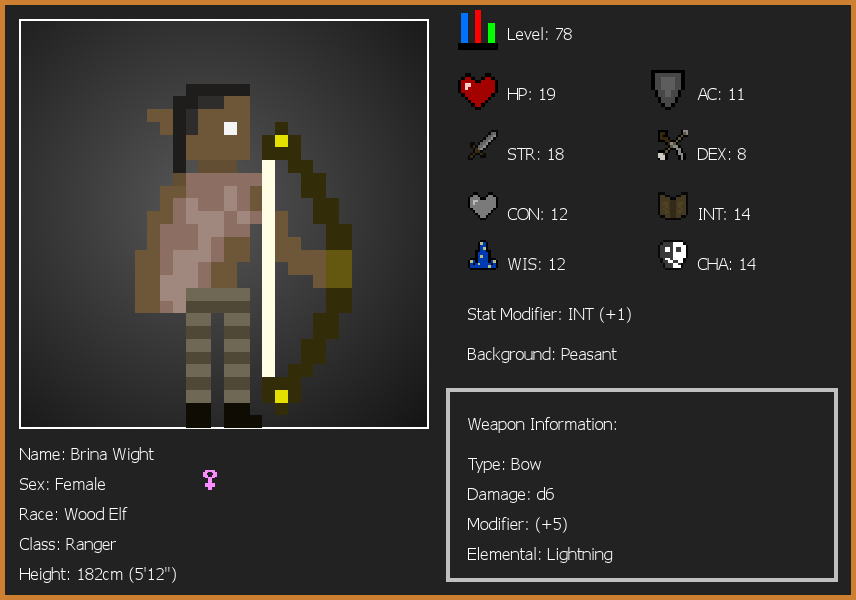 Level: 78
HP: 19
AC: 11
STR: 18
DEX: 8
CON: 12
INT: 14
WIS: 12
CHA: 14
Stat Modifier: INT (+1)
Background: Peasant
Name: Brina Wight
Sex: Female
Race: Wood Elf
Class: Ranger
Height: 182cm (5'12")
Weapon Information:
Type: Bow
Damage: d6
Modifier: (+5)
Elemental: Lightning